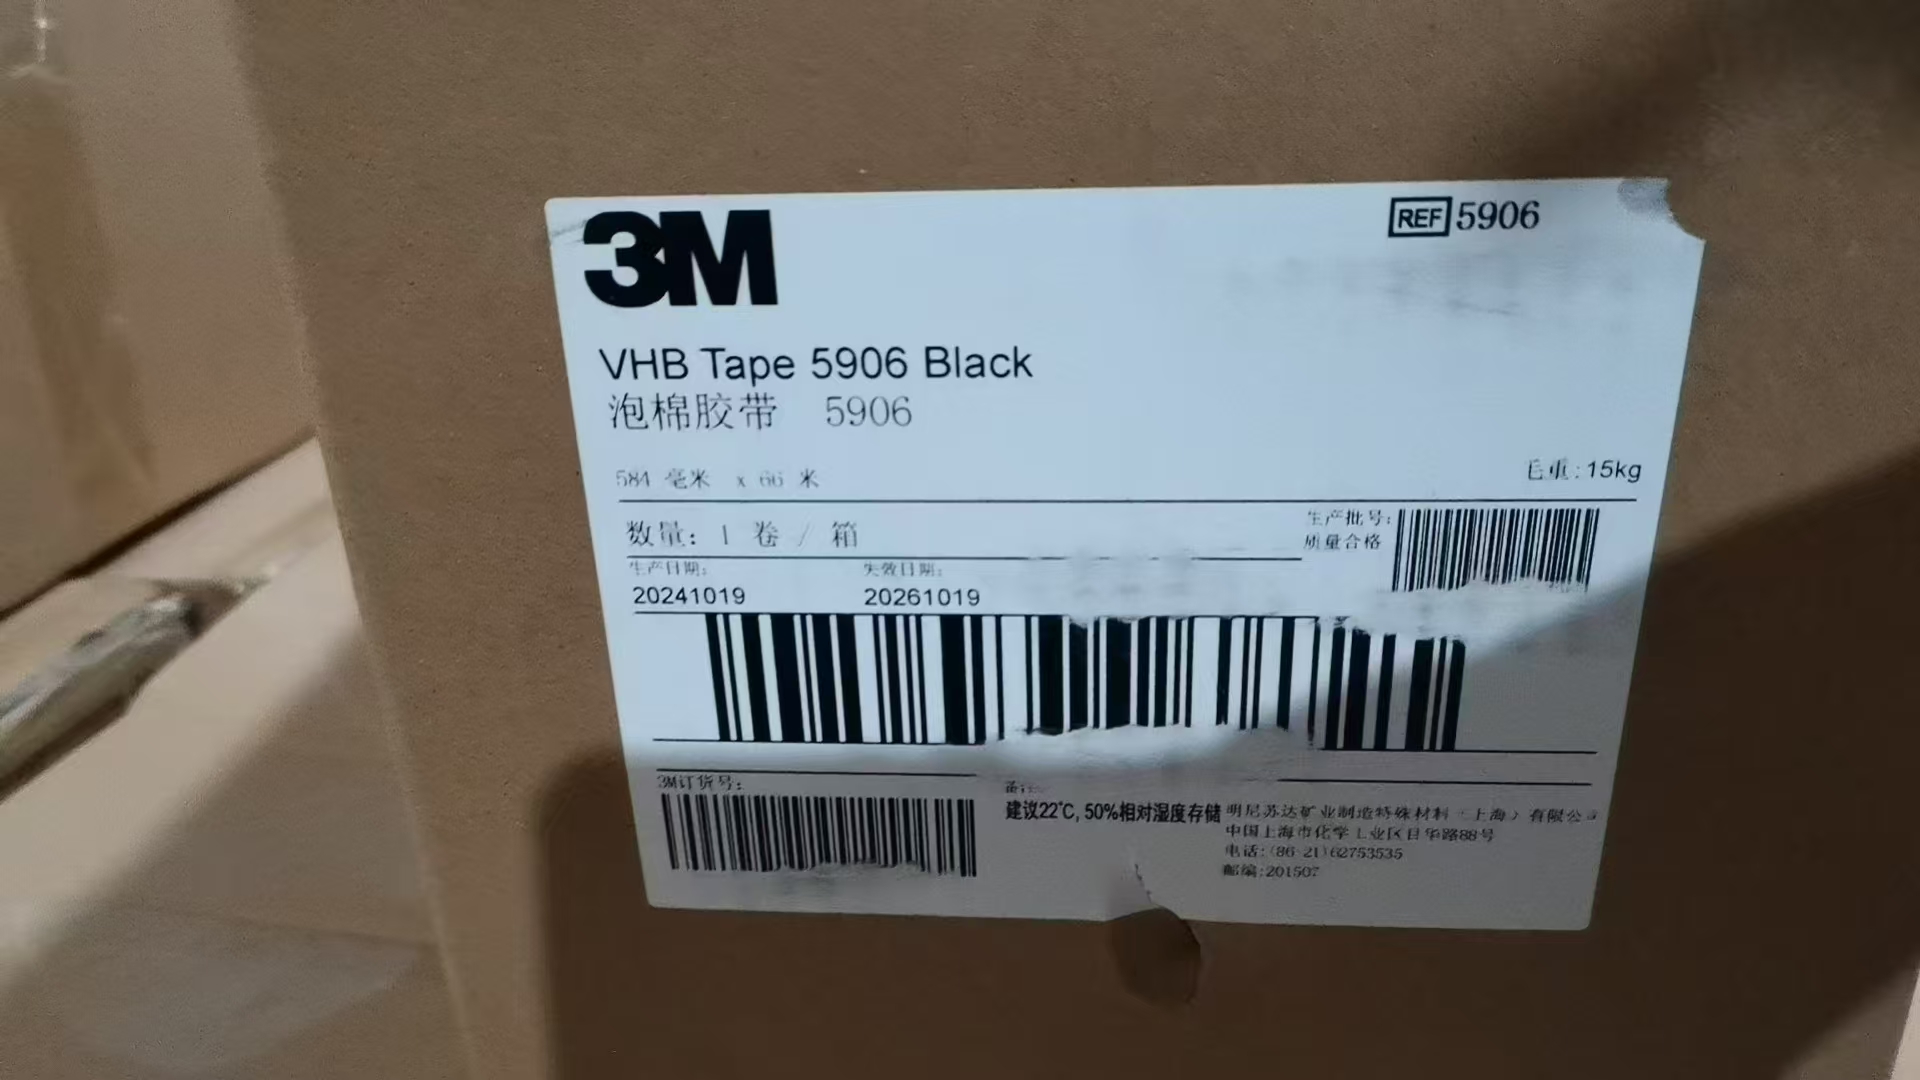 3M
REF 5906
VHB Tape 5906 Black
泡棉胶带 5906
584 毫米 x 66 米
毛重:15kg
数量: 1 卷 / 箱
生产批号:
质量合格
生产日期: 失效日期:
20241019 20261019
3M订货号:
备注:
建议22℃, 50%相对湿度存储
明尼苏达矿业制造特殊材料(上海)有限公司
中国上海市化学工业区目华路88号
电话:(86-21)62753535
邮编:201507